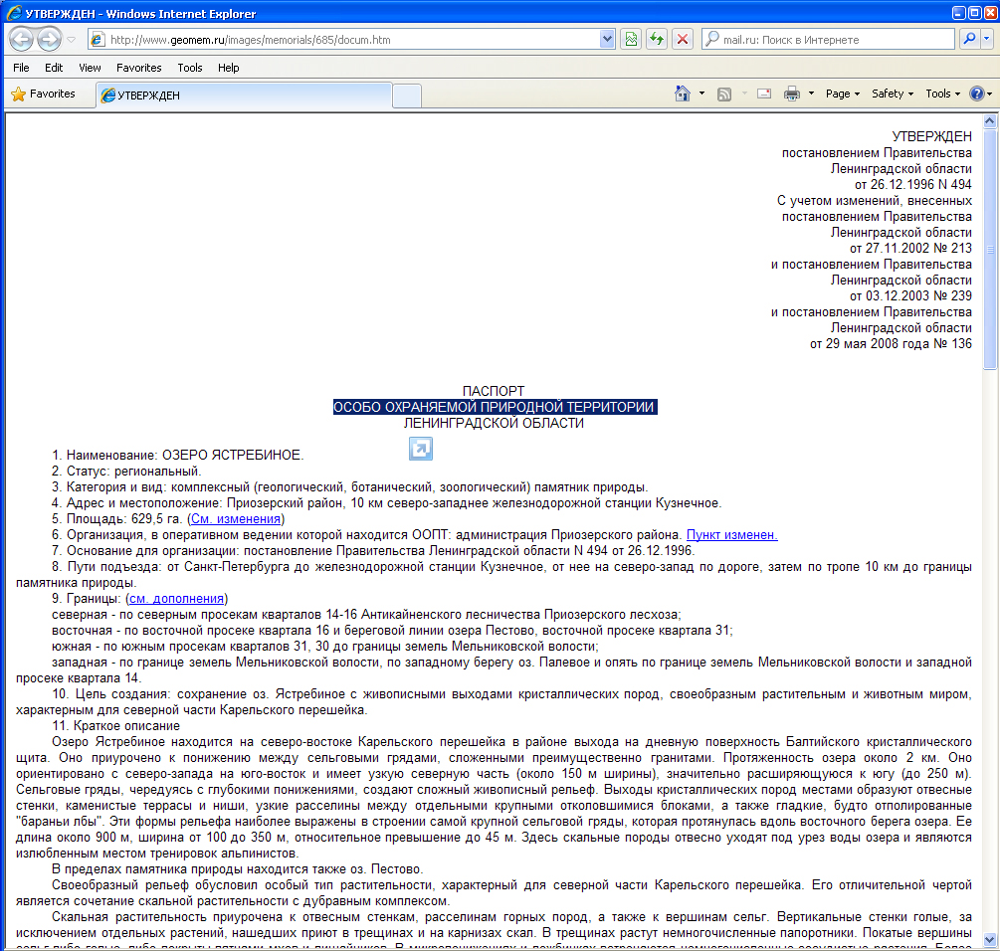 УТВЕРЖДЕН - Windows Internet Explorer
http://www.geomem.ru/images/memorials/685/docum.htm
mail.ru: Поиск в Интернете
File Edit View Favorites Tools Help
Favorites УТВЕРЖДЕН Page Safety Tools
УТВЕРЖДЕН
постановлением Правительства
Ленинградской области
от 26.12.1996 N 494
С учетом изменений, внесенных
постановлением Правительства
Ленинградской области
от 27.11.2002 № 213
и постановлением Правительства
Ленинградской области
от 03.12.2003 № 239
и постановлением Правительства
Ленинградской области
от 29 мая 2008 года № 136
ПАСПОРТ
ОСОБО ОХРАНЯЕМОЙ ПРИРОДНОЙ ТЕРРИТОРИИ
ЛЕНИНГРАДСКОЙ ОБЛАСТИ
1. Наименование: ОЗЕРО ЯСТРЕБИНОЕ.
2. Статус: региональный.
3. Категория и вид: комплексный (геологический, ботанический, зоологический) памятник природы.
4. Адрес и местоположение: Приозерский район, 10 км северо-западнее железнодорожной станции Кузнечное.
5. Площадь: 629,5 га. (См. изменения)
6. Организация, в оперативном ведении которой находится ООПТ: администрация Приозерского района. Пункт изменен.
7. Основание для организации: постановление Правительства Ленинградской области N 494 от 26.12.1996.
8. Пути подъезда: от Санкт-Петербурга до железнодорожной станции Кузнечное, от нее на северо-запад по дороге, затем по тропе 10 км до границы
памятника природы.
9. Границы: (см. дополнения)
северная - по северным просекам кварталов 14-16 Антикайненского лесничества Приозерского лесхоза;
восточная - по восточной просеке квартала 16 и береговой линии озера Пестово, восточной просеке квартала 31;
южная - по южным просекам кварталов 31, 30 до границы земель Мельниковской волости;
западная - по границе земель Мельниковской волости, по западному берегу оз. Палевое и опять по границе земель Мельниковской волости и западной
просеке квартала 14.
10. Цель создания: сохранение оз. Ястребиное с живописными выходами кристаллических пород, своеобразным растительным и животным миром,
характерным для северной части Карельского перешейка.
11. Краткое описание
Озеро Ястребиное находится на северо-востоке Карельского перешейка в районе выхода на дневную поверхность Балтийского кристаллического
щита. Оно приурочено к понижению между сельговыми грядами, сложенными преимущественно гранитами. Протяженность озера около 2 км. Оно
ориентировано с северо-запада на юго-восток и имеет узкую северную часть (около 150 м ширины), значительно расширяющуюся к югу (до 250 м).
Сельговые гряды, чередуясь с глубокими понижениями, создают сложный живописный рельеф. Выходы кристаллических пород местами образуют отвесные
стенки, каменистые террасы и ниши, узкие расселины между отдельными крупными отколовшимися блоками, а также гладкие, будто отполированные
"бараньи лбы". Эти формы рельефа наиболее выражены в строении самой крупной сельговой гряды, которая протянулась вдоль восточного берега озера. Ее
длина около 900 м, ширина от 100 до 350 м, относительное превышение до 45 м. Здесь скальные породы отвесно уходят под урез воды озера и являются
излюбленным местом тренировок альпинистов.
В пределах памятника природы находится также оз. Пестово.
Своеобразный рельеф обусловил особый тип растительности, характерный для северной части Карельского перешейка. Его отличительной чертой
является сочетание скальной растительности с дубравным комплексом.
Скальная растительность приурочена к отвесным стенкам, расселинам горных пород, а также к вершинам сельг. Вертикальные стенки голые, за
исключением отдельных растений, нашедших приют в трещинах и на карнизах скал. В трещинах растут немногочисленные папоротники. Покатые вершины